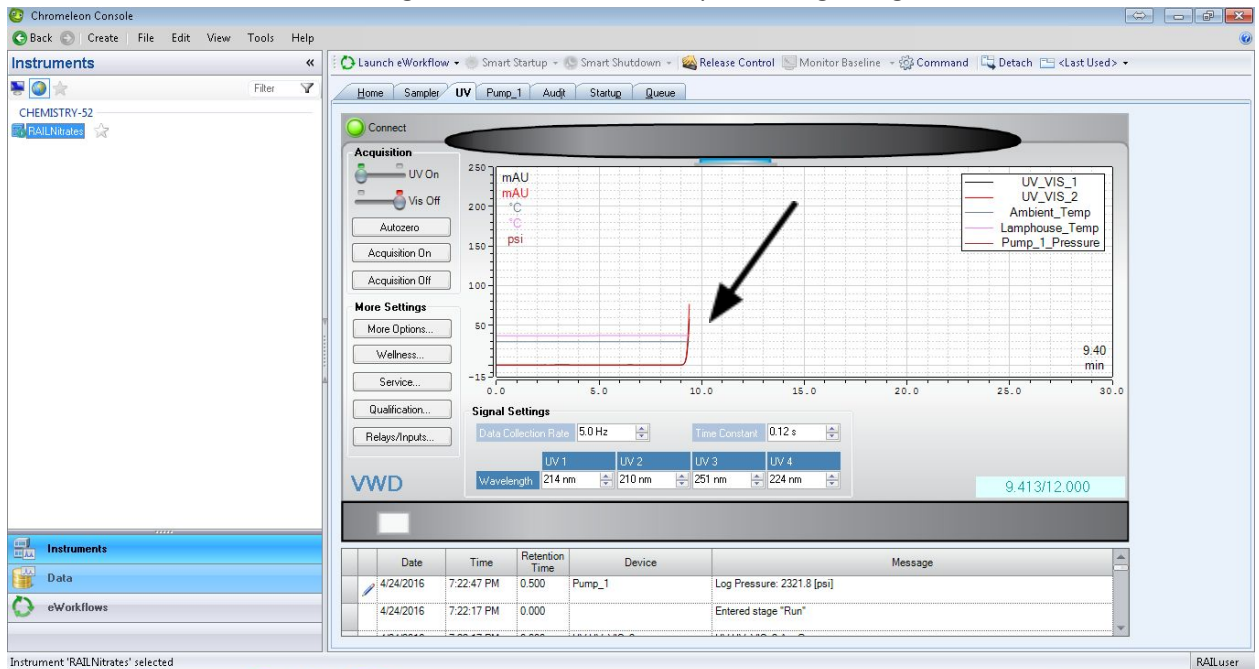 Chromeleon Console
Back Create File Edit View Tools Help
Instruments «
Launch eWorkflow Smart Startup Smart Shutdown Release Control Monitor Baseline Command Detach <Last Used>
Filter
Home Sampler UV Pump_1 Audit Startup Queue
CHEMISTRY-52
RAILNitrates
Connect
Acquisition
UV On
Vis Off
Autozero
Acquisition On
Acquisition Off
More Settings
More Options...
Wellness...
Service...
Qualification...
Relays/Inputs...
VWD
250
200
150
100
50
-15
mAU
mAU
°C
°C
psi
UV_VIS_1
UV_VIS_2
Ambient_Temp
Lamphouse_Temp
Pump_1_Pressure
9.40
min
0.0 5.0 10.0 15.0 20.0 25.0 30.0
Signal Settings
Data Collection Rate 5.0 Hz Time Constant 0.12 s
UV 1 UV 2 UV 3 UV 4
Wavelength 214 nm 210 nm 251 nm 224 nm
9.413/12.000
Instruments
Data
eWorkflows
Date Time Retention Time Device Message
4/24/2016 7:22:47 PM 0.500 Pump_1 Log Pressure: 2321.8 [psi]
4/24/2016 7:22:17 PM 0.000 Entered stage "Run"
Instrument 'RAILNitrates' selected
RAILuser